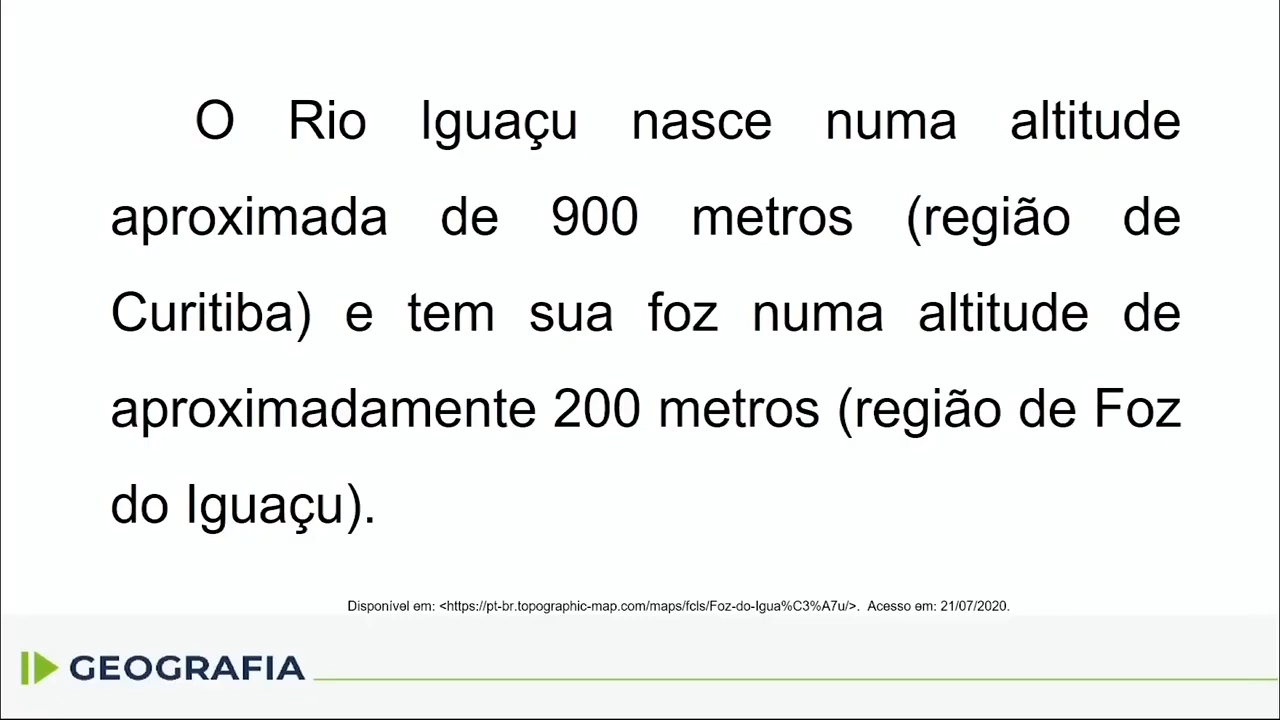 O Rio Iguaçu nasce numa altitude
aproximada de 900 metros (região de
Curitiba) e tem sua foz numa altitude de
aproximadamente 200 metros (região de Foz
do Iguaçu).
Disponível em: <https://pt-br.topographic-map.com/maps/fcls/Foz-do-Igua%C3%A7u/>. Acesso em: 21/07/2020.
GEOGRAFIA